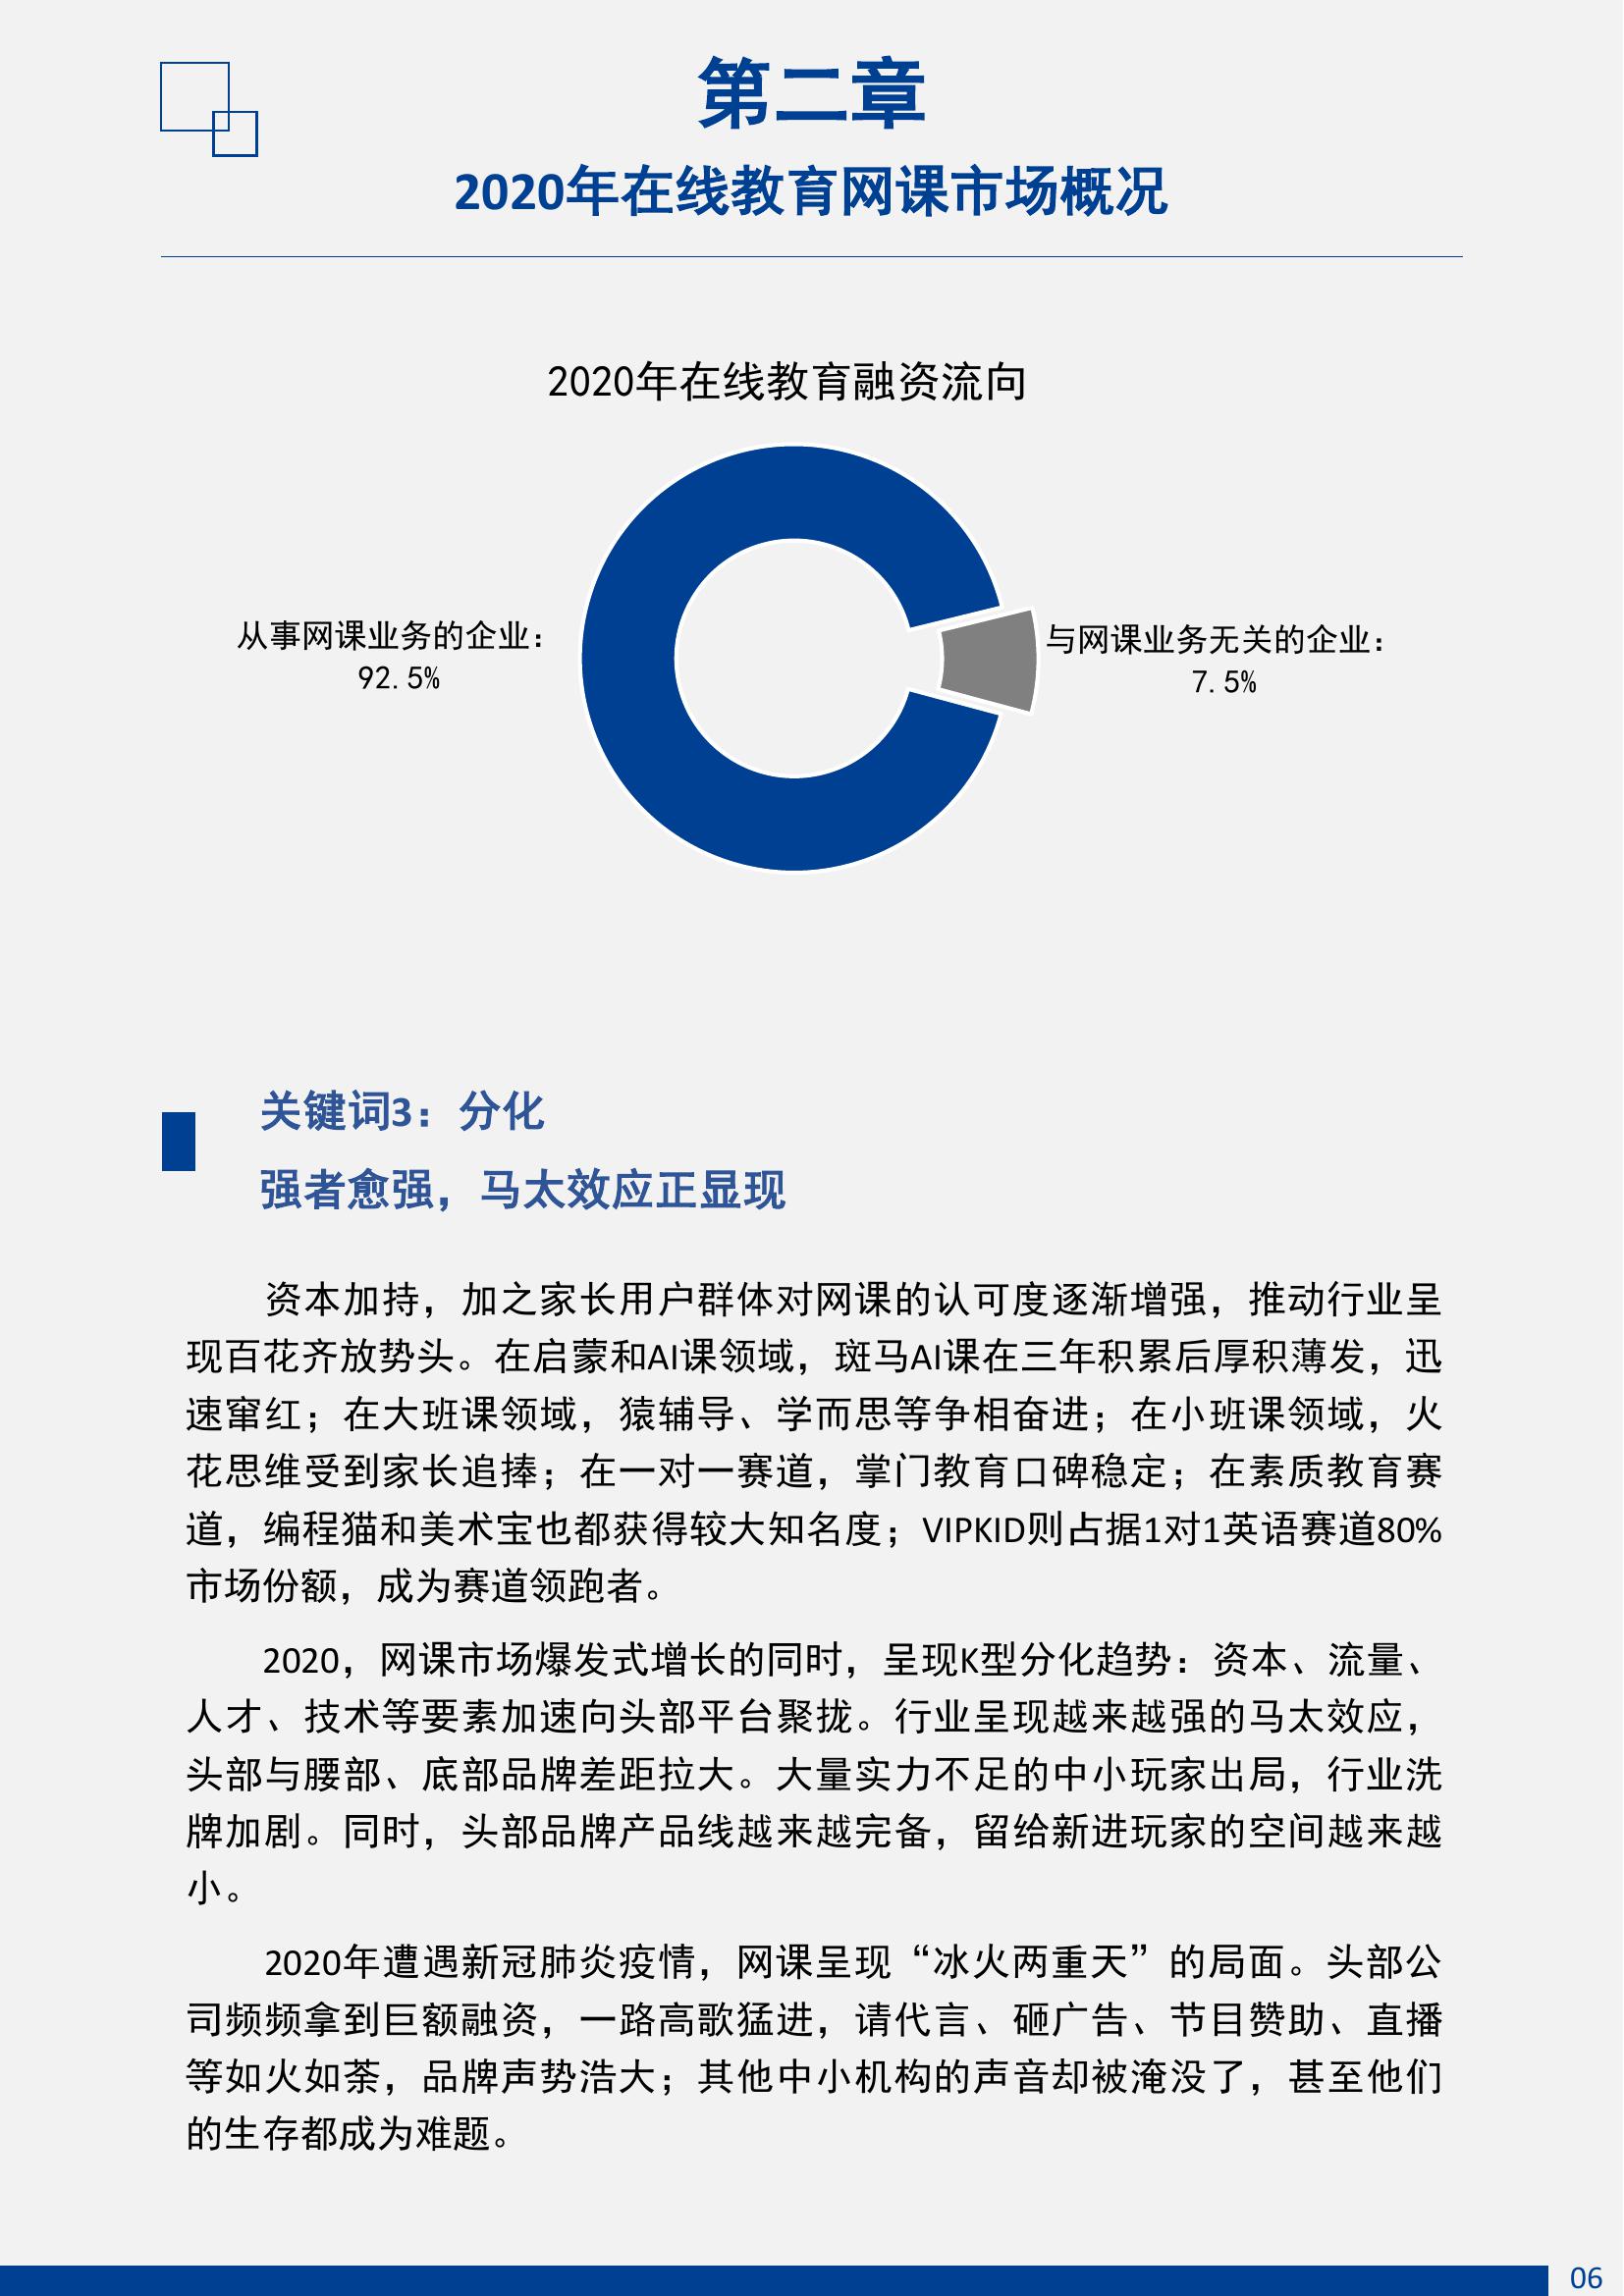 第二章
2020年在线教育网课市场概况
2020年在线教育融资流向
从事网课业务的企业：
92.5%
与网课业务无关的企业：
7.5%
关键词3：分化
强者愈强，马太效应正显现
资本加持，加之家长用户群体对网课的认可度逐渐增强，推动行业呈
现百花齐放势头。在启蒙和AI课领域，斑马AI课在三年积累后厚积薄发，迅
速窜红；在大班课领域，猿辅导、学而思等争相奋进；在小班课领域，火
花思维受到家长追捧；在一对一赛道，掌门教育口碑稳定；在素质教育赛
道，编程猫和美术宝也都获得较大知名度；VIPKID则占据1对1英语赛道80%
市场份额，成为赛道领跑者。
2020，网课市场爆发式增长的同时，呈现K型分化趋势：资本、流量、
人才、技术等要素加速向头部平台聚拢。行业呈现越来越强的马太效应，
头部与腰部、底部品牌差距拉大。大量实力不足的中小玩家出局，行业洗
牌加剧。同时，头部品牌产品线越来越完备，留给新进玩家的空间越来越
小。
2020年遭遇新冠肺炎疫情，网课呈现“冰火两重天”的局面。头部公
司频频拿到巨额融资，一路高歌猛进，请代言、砸广告、节目赞助、直播
等如火如荼，品牌声势浩大；其他中小机构的声音却被淹没了，甚至他们
的生存都成为难题。
06